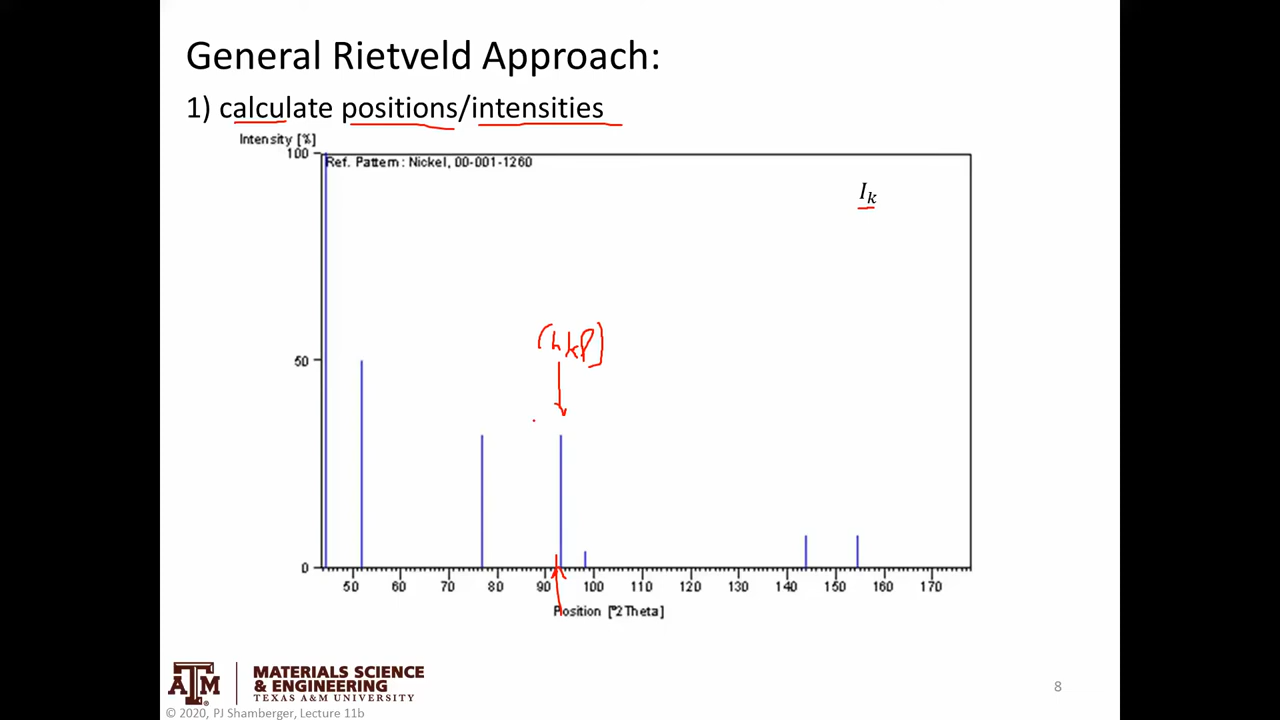 General Rietveld Approach:
1) calculate positions/intensities
Intensity [%]
100
Ref. Pattern: Nickel, 00-001-1260
I_k
(hkl)
50
0
50 60 70 80 90 100 110 120 130 140 150 160 170
Position [°2Theta]
ATM
MATERIALS SCIENCE
& ENGINEERING
TEXAS A&M UNIVERSITY
8
© 2020, PJ Shamberger, Lecture 11b